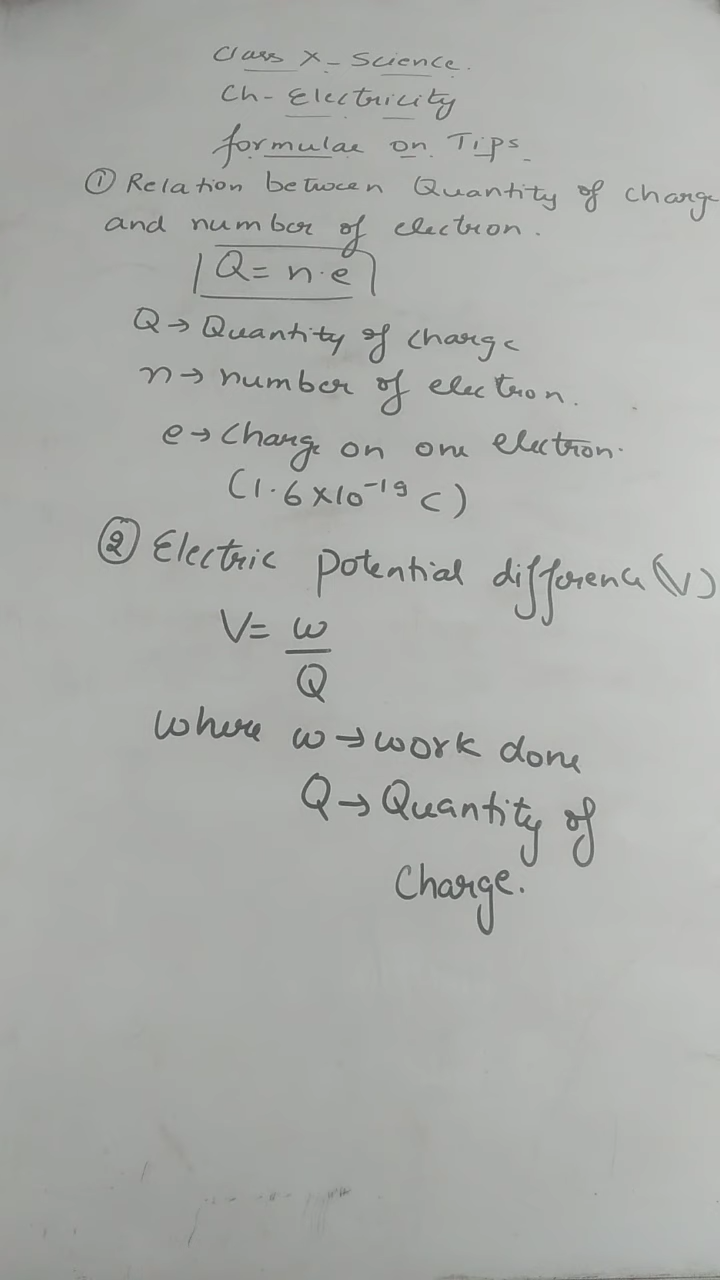 Class X - Science.
Ch- Electricity
formulae on Tips
① Relation between Quantity of charge
and number of electron.
Q = n·e
Q → Quantity of charge
n → number of electron.
e → charge on one electron.
(1.6 × 10⁻¹⁹ C)
② Electric potential difference (V)
V = w
Q
where w → work done
Q → Quantity of
Charge.